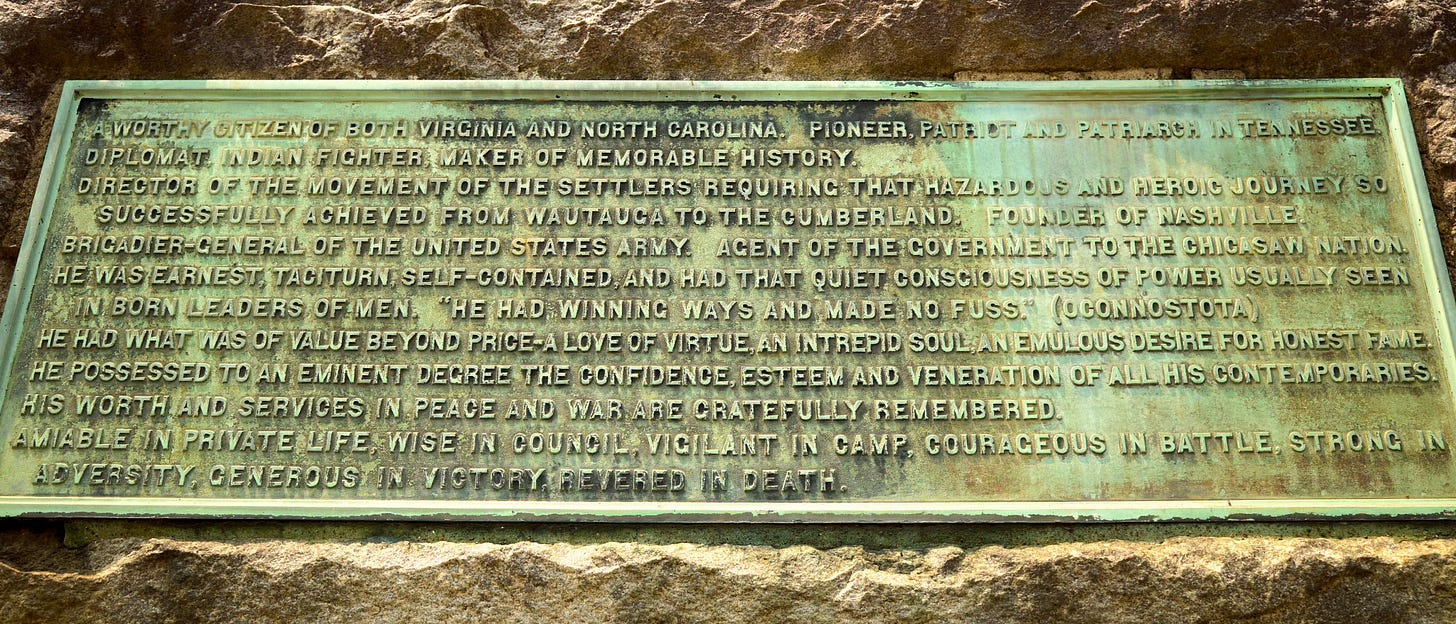 A WORTHY CITIZEN OF BOTH VIRGINIA AND NORTH CAROLINA. PIONEER, PATRIOT AND PATRIARCH IN TENNESSEE.
DIPLOMAT, INDIAN FIGHTER, MAKER OF MEMORABLE HISTORY.
DIRECTOR OF THE MOVEMENT OF THE SETTLERS REQUIRING THAT HAZARDOUS AND HEROIC JOURNEY SO
SUCCESSFULLY ACHIEVED FROM WAUTAUGA TO THE CUMBERLAND. FOUNDER OF NASHVILLE.
BRIGADIER-GENERAL OF THE UNITED STATES ARMY. AGENT OF THE GOVERNMENT TO THE CHICASAW NATION.
HE WAS EARNEST, TACITURN, SELF-CONTAINED, AND HAD THAT QUIET CONSCIOUSNESS OF POWER USUALLY SEEN
IN BORN LEADERS OF MEN. "HE HAD WINNING WAYS AND MADE NO FUSS." (OCONNOSTOTA)
HE HAD WHAT WAS OF VALUE BEYOND PRICE-A LOVE OF VIRTUE, AN INTREPID SOUL, AN EMULOUS DESIRE FOR HONEST FAME.
HE POSSESSED TO AN EMINENT DEGREE THE CONFIDENCE, ESTEEM AND VENERATION OF ALL HIS CONTEMPORARIES.
HIS WORTH AND SERVICES IN PEACE AND WAR ARE GRATEFULLY REMEMBERED.
AMIABLE IN PRIVATE LIFE, WISE IN COUNCIL, VIGILANT IN CAMP, COURAGEOUS IN BATTLE, STRONG IN
ADVERSITY, GENEROUS IN VICTORY, REVERED IN DEATH.